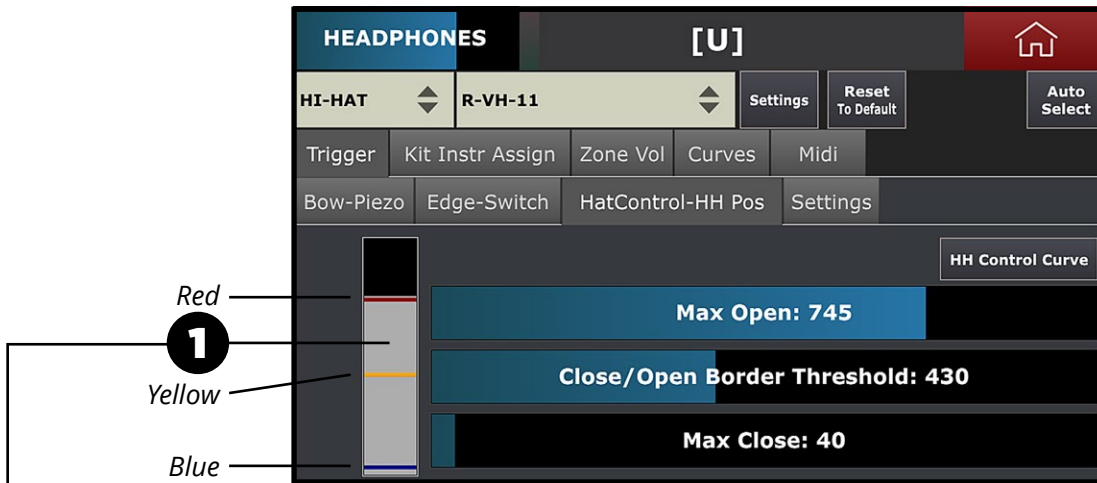 HEADPHONES [U]
HI-HAT R-VH-11 Settings Reset To Default Auto Select
Trigger Kit Instr Assign Zone Vol Curves Midi
Bow-Piezo Edge-Switch HatControl-HH Pos Settings
HH Control Curve
Red
Max Open: 745
1
Close/Open Border Threshold: 430
Yellow
Max Close: 40
Blue